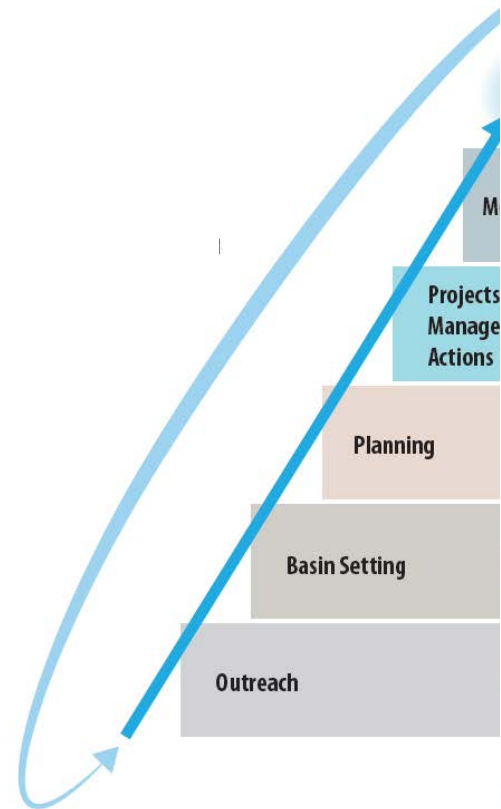 Projects
Manage
Actions
Planning
Basin Setting
Outreach